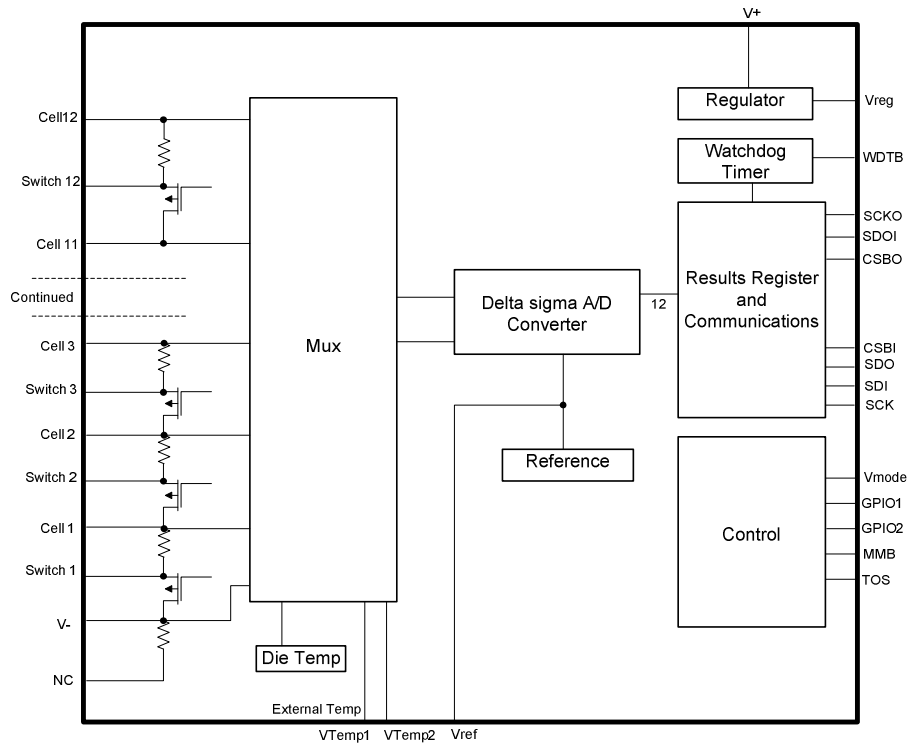 V+
Cell12
Switch 12
Cell 11
Continued
Cell 3
Switch 3
Cell 2
Switch 2
Cell 1
Switch 1
V-
NC
Mux
Die Temp
External Temp
VTemp1
VTemp2
Vref
Delta sigma A/D
Converter
12
Reference
Regulator
Watchdog
Timer
Results Register
and
Communications
Control
Vreg
WDTB
SCKO
SDOI
CSBO
CSBI
SDO
SDI
SCK
Vmode
GPIO1
GPIO2
MMB
TOS